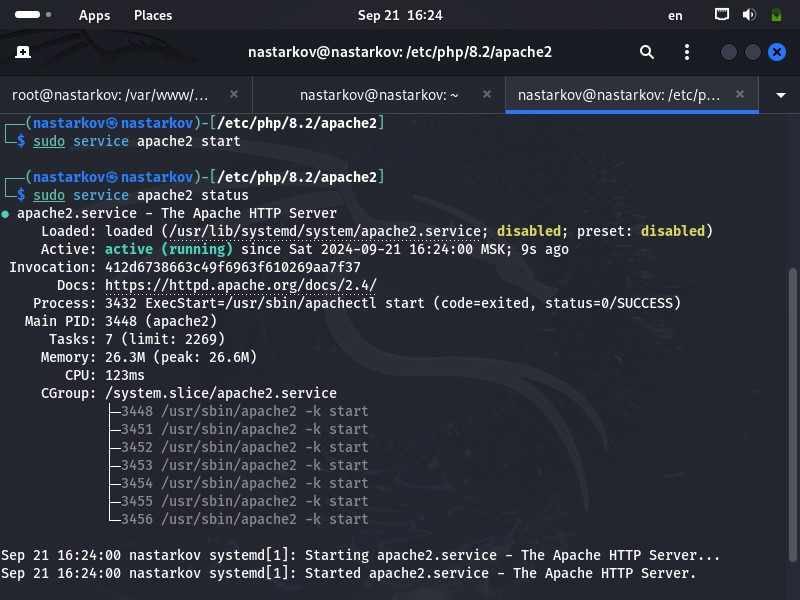 Apps Places Sep 21 16:24 en
nastarkov@nastarkov: /etc/php/8.2/apache2
root@nastarkov: /var/www/... × nastarkov@nastarkov: ~ × nastarkov@nastarkov: /etc/p... ×
┌──(nastarkov㉿nastarkov)-[/etc/php/8.2/apache2]
└─$ sudo service apache2 start
┌──(nastarkov㉿nastarkov)-[/etc/php/8.2/apache2]
└─$ sudo service apache2 status
● apache2.service - The Apache HTTP Server
Loaded: loaded (/usr/lib/systemd/system/apache2.service; disabled; preset: disabled)
Active: active (running) since Sat 2024-09-21 16:24:00 MSK; 9s ago
Invocation: 412d6738663c49f6963f610269aa7f37
Docs: https://httpd.apache.org/docs/2.4/
Process: 3432 ExecStart=/usr/sbin/apachectl start (code=exited, status=0/SUCCESS)
Main PID: 3448 (apache2)
Tasks: 7 (limit: 2269)
Memory: 26.3M (peak: 26.6M)
CPU: 123ms
CGroup: /system.slice/apache2.service
├─3448 /usr/sbin/apache2 -k start
├─3451 /usr/sbin/apache2 -k start
├─3452 /usr/sbin/apache2 -k start
├─3453 /usr/sbin/apache2 -k start
├─3454 /usr/sbin/apache2 -k start
├─3455 /usr/sbin/apache2 -k start
└─3456 /usr/sbin/apache2 -k start
Sep 21 16:24:00 nastarkov systemd[1]: Starting apache2.service - The Apache HTTP Server...
Sep 21 16:24:00 nastarkov systemd[1]: Started apache2.service - The Apache HTTP Server.